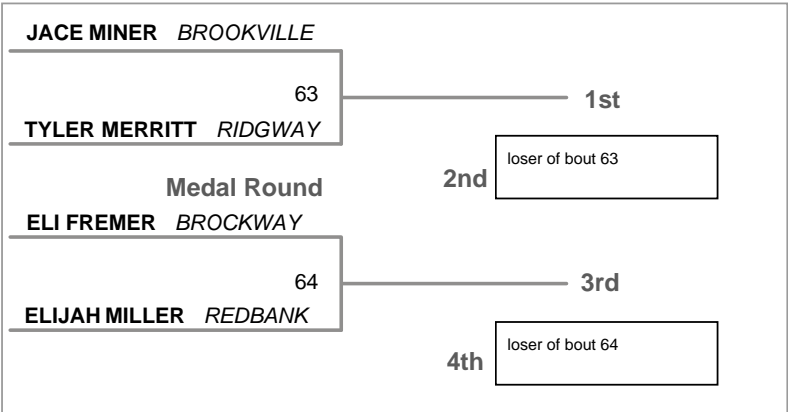 JACE MINER BROOKVILLE
63
1st
TYLER MERRITT RIDGWAY
loser of bout 63
2nd
Medal Round
ELI FREMER BROCKWAY
64
3rd
ELIJAH MILLER REDBANK
loser of bout 64
4th